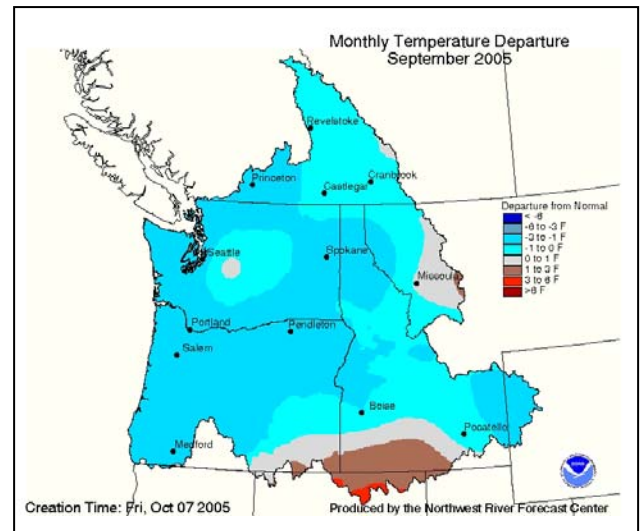 Monthly Temperature Departure
September 2005
Revelstoke
Princeton
Castlegar
Cranbrook
Departure from Normal
< -6
-6 to -3 F
-3 to -1 F
-1 to 0 F
0 to 1 F
1 to 3 F
3 to 6 F
>6 F
Seattle
Spokane
Missoula
Portland
Pendleton
Salem
Boise
Pocatello
Medford
Creation Time: Fri, Oct 07 2005
Produced by the Northwest River Forecast Center